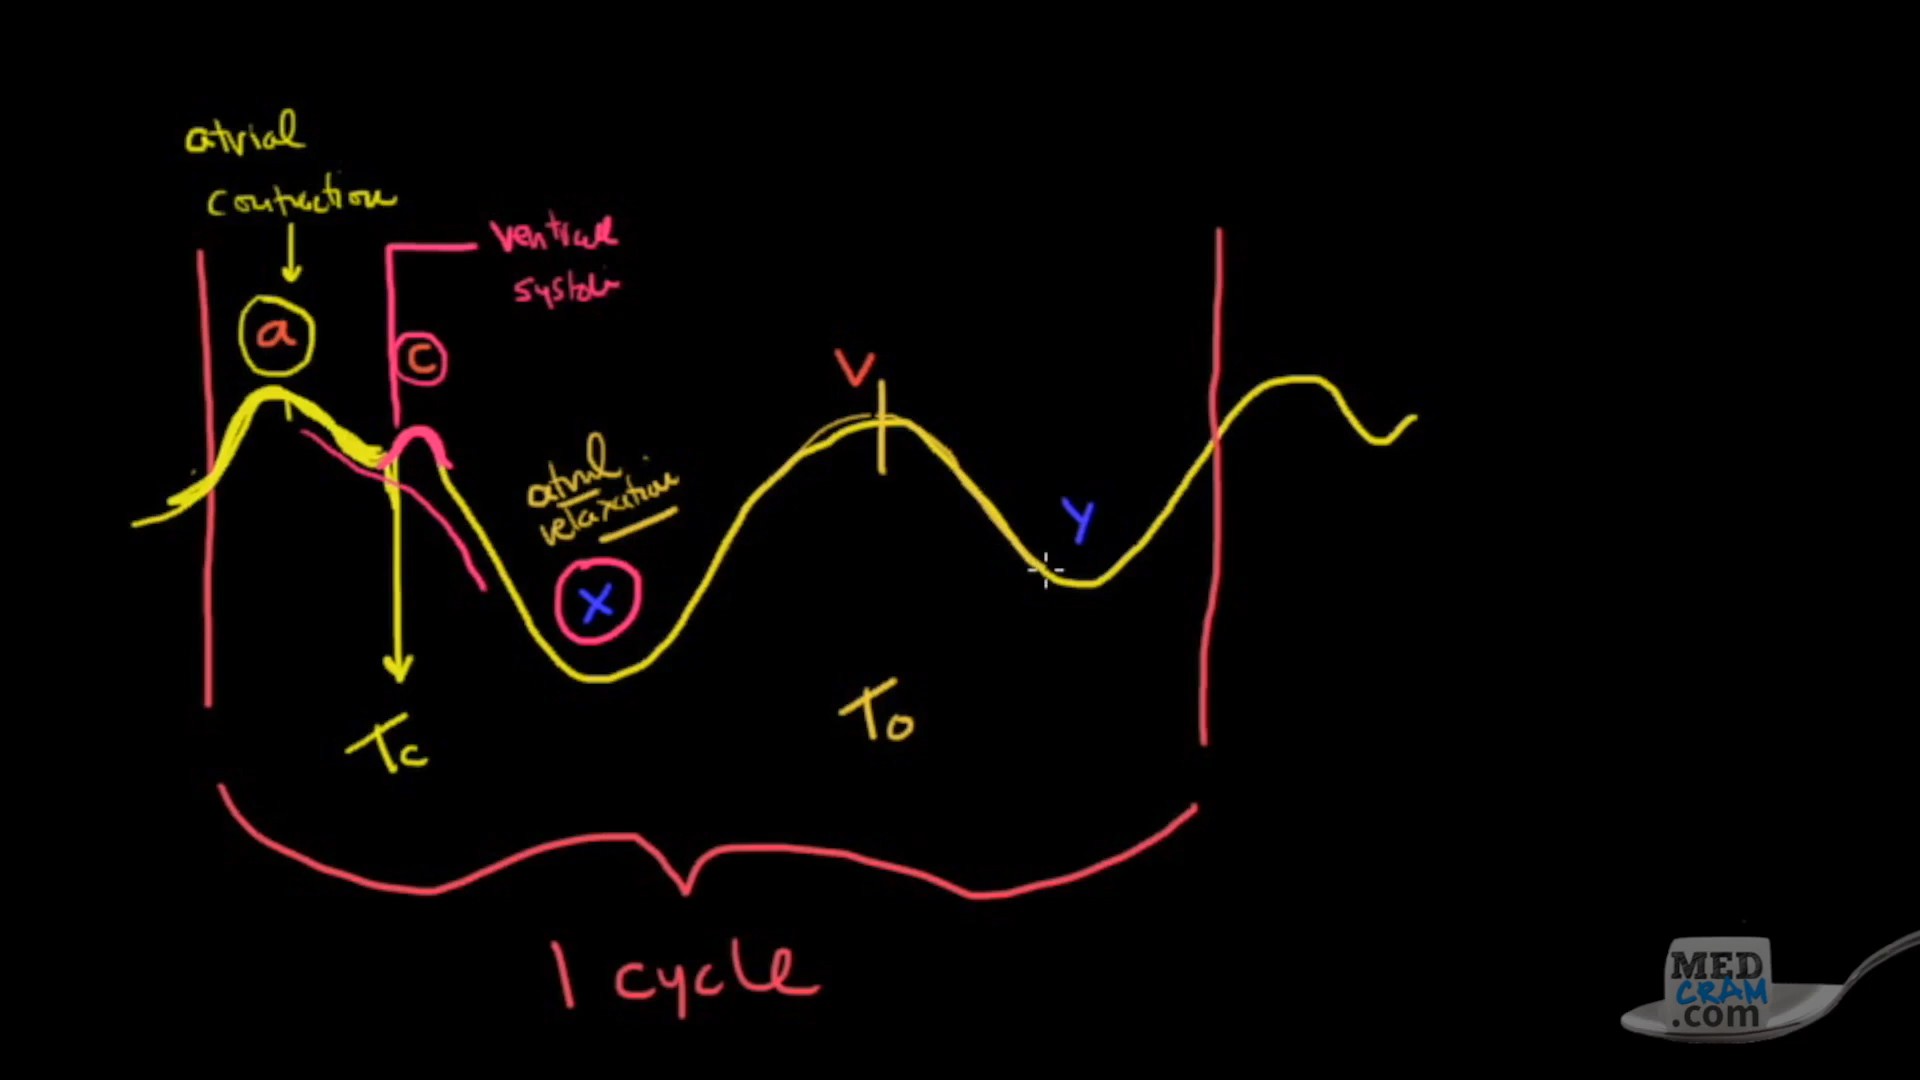 atrial
contraction
ventricle
systole
a
c
V
atrial
relaxation
Y
X
To
Tc
1 cycle
MED
CRAM
.com